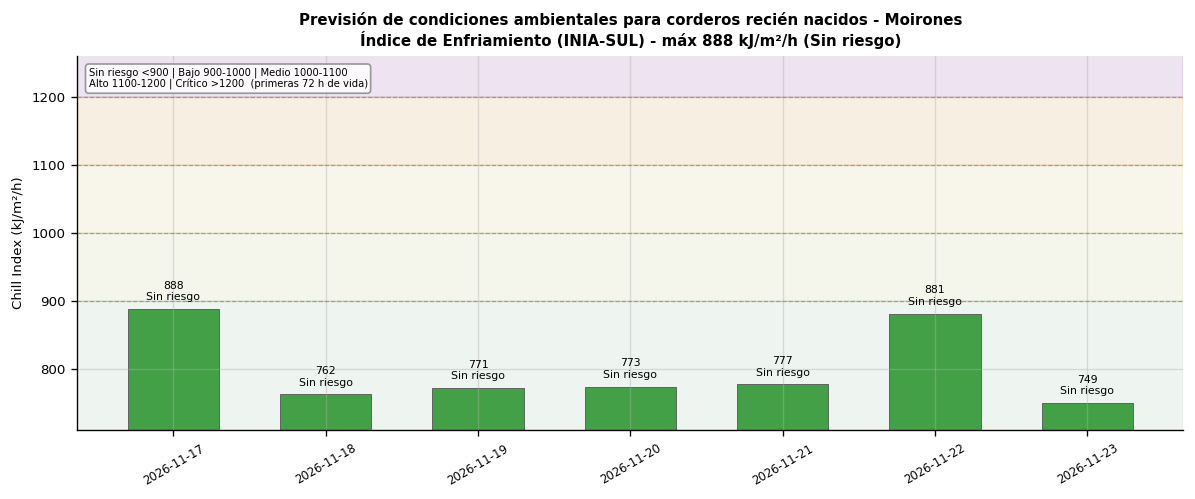 Previsión de condiciones ambientales para corderos recién nacidos - Moirones
Índice de Enfriamiento (INIA-SUL) - máx 888 kJ/m²/h (Sin riesgo)
Sin riesgo <900 | Bajo 900-1000 | Medio 1000-1100
Alto 1100-1200 | Crítico >1200  (primeras 72 h de vida)
Chill Index (kJ/m²/h)
1200
1100
1000
900
800
888
Sin riesgo
762
Sin riesgo
771
Sin riesgo
773
Sin riesgo
777
Sin riesgo
881
Sin riesgo
749
Sin riesgo
2026-11-17
2026-11-18
2026-11-19
2026-11-20
2026-11-21
2026-11-22
2026-11-23